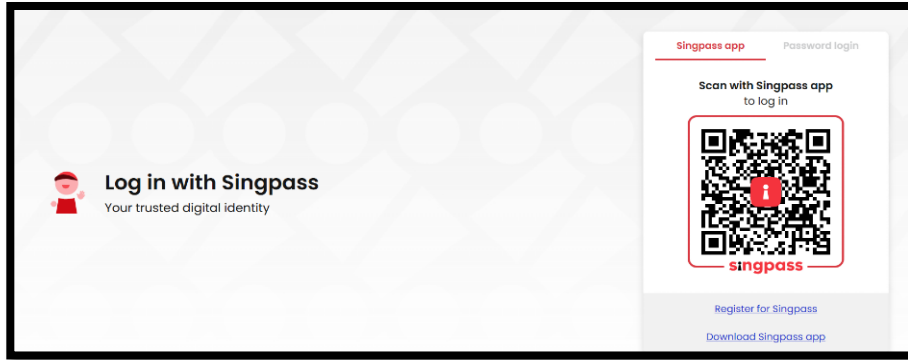 Singpass app
Password login
Scan with Singpass app
to log in
singpass
Log in with Singpass
Your trusted digital identity
Register for Singpass
Download Singpass app